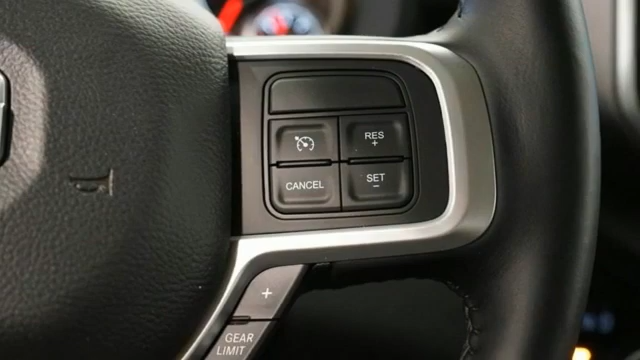 RES
+
CANCEL
SET
-
+
GEAR
LIMIT